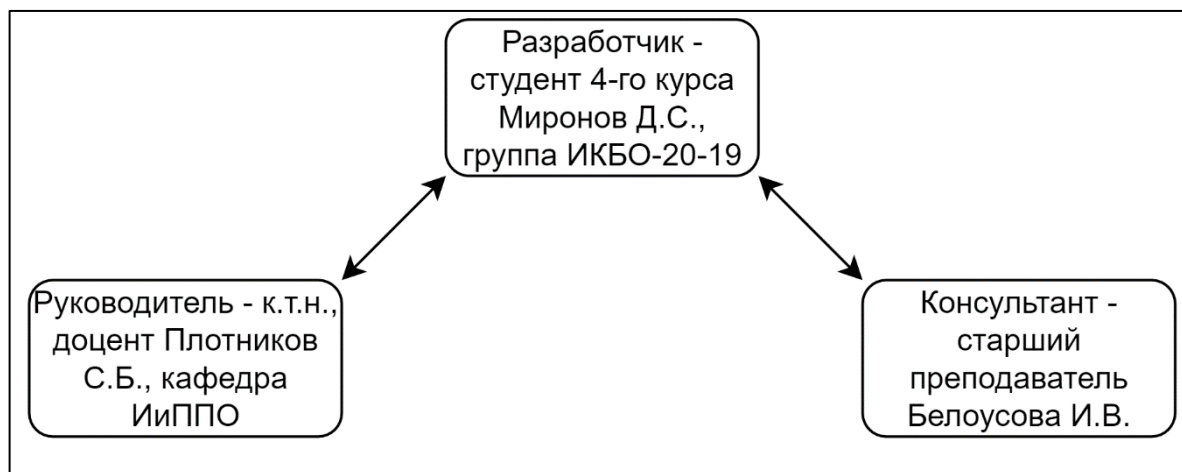 Разработчик -
студент 4-го курса
Миронов Д.С.,
группа ИКБО-20-19
Руководитель - к.т.н.,
доцент Плотников
С.Б., кафедра
ИиППО
Консультант -
старший
преподаватель
Белоусова И.В.